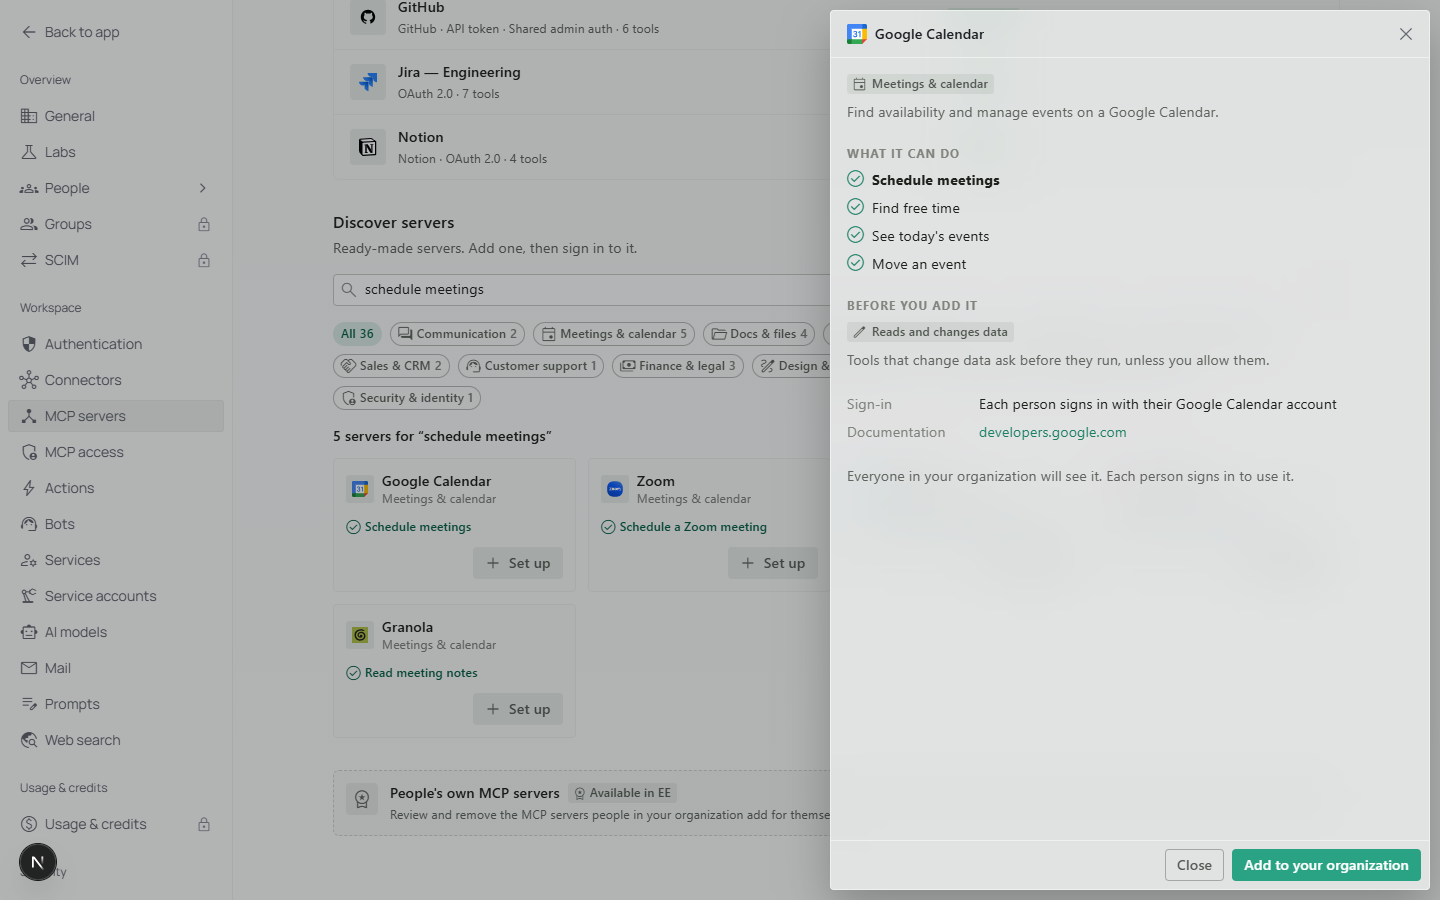 Back to app
Overview
General
Labs
People
Groups
SCIM
Workspace
Authentication
Connectors
MCP servers
MCP access
Actions
Bots
Services
Service accounts
AI models
Mail
Prompts
Web search
Usage & credits
Usage & credits
N
GitHub
GitHub · API token · Shared admin auth · 6 tools
Jira — Engineering
OAuth 2.0 · 7 tools
Notion
Notion · OAuth 2.0 · 4 tools
Discover servers
Ready-made servers. Add one, then sign in to it.
schedule meetings
All 36
Communication 2
Meetings & calendar 5
Docs & files 4
Sales & CRM 2
Customer support 1
Finance & legal 3
Design &
Security & identity 1
5 servers for “schedule meetings”
Google Calendar
Meetings & calendar
Schedule meetings
Set up
Zoom
Meetings & calendar
Schedule a Zoom meeting
Set up
Granola
Meetings & calendar
Read meeting notes
Set up
People's own MCP servers
Available in EE
Review and remove the MCP servers people in your organization add for themse
Google Calendar
Meetings & calendar
Find availability and manage events on a Google Calendar.
WHAT IT CAN DO
Schedule meetings
Find free time
See today's events
Move an event
BEFORE YOU ADD IT
Reads and changes data
Tools that change data ask before they run, unless you allow them.
Sign-in Each person signs in with their Google Calendar account
Documentation developers.google.com
Everyone in your organization will see it. Each person signs in to use it.
Close
Add to your organization